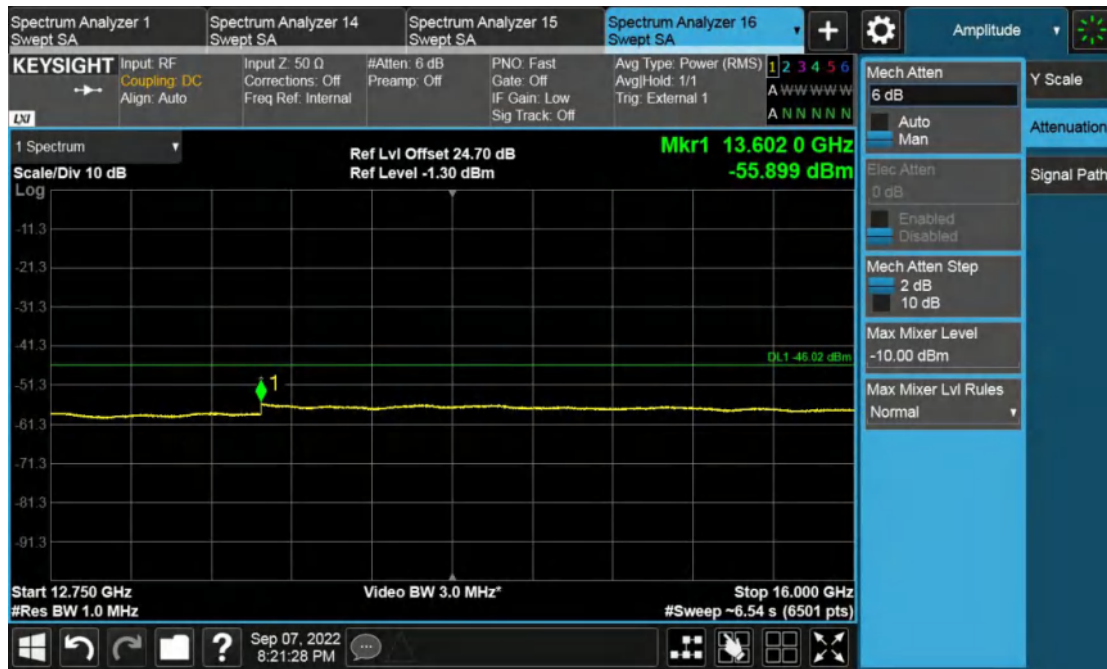 Spectrum Analyzer 1
Swept SA
Spectrum Analyzer 14
Swept SA
Spectrum Analyzer 15
Swept SA
Spectrum Analyzer 16
Swept SA
+
Amplitude
KEYSIGHT
LXI
Input: RF
Coupling: DC
Align: Auto
Input Z: 50 Ω
Corrections: Off
Freq Ref: Internal
#Atten: 6 dB
Preamp: Off
PNO: Fast
Gate: Off
IF Gain: Low
Sig Track: Off
Avg Type: Power (RMS)
Avg|Hold: 1/1
Trig: External 1
1 2 3 4 5 6
A W W W W W
A N N N N N
1 Spectrum
Scale/Div 10 dB
Log
Ref Lvl Offset 24.70 dB
Ref Level -1.30 dBm
Mkr1 13.602 0 GHz
-55.899 dBm
-11.3
-21.3
-31.3
-41.3
DL1 -46.02 dBm
-51.3
1
-61.3
-71.3
-81.3
-91.3
Start 12.750 GHz
#Res BW 1.0 MHz
Video BW 3.0 MHz*
Stop 16.000 GHz
#Sweep ~6.54 s (6501 pts)
Mech Atten
6 dB
Auto
Man
Elec Atten
0 dB
Enabled
Disabled
Mech Atten Step
2 dB
10 dB
Max Mixer Level
-10.00 dBm
Max Mixer Lvl Rules
Normal
Y Scale
Attenuation
Signal Path
?
Sep 07, 2022
8:21:28 PM